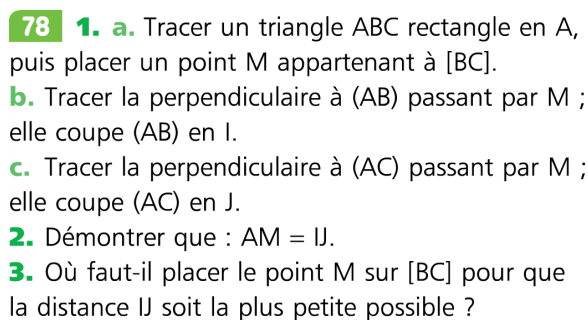 78 1. a. Tracer un triangle ABC rectangle en A,
puis placer un point M appartenant à [BC].
b. Tracer la perpendiculaire à (AB) passant par M ;
elle coupe (AB) en I.
c. Tracer la perpendiculaire à (AC) passant par M ;
elle coupe (AC) en J.
2. Démontrer que : AM = IJ.
3. Où faut-il placer le point M sur [BC] pour que
la distance IJ soit la plus petite possible ?